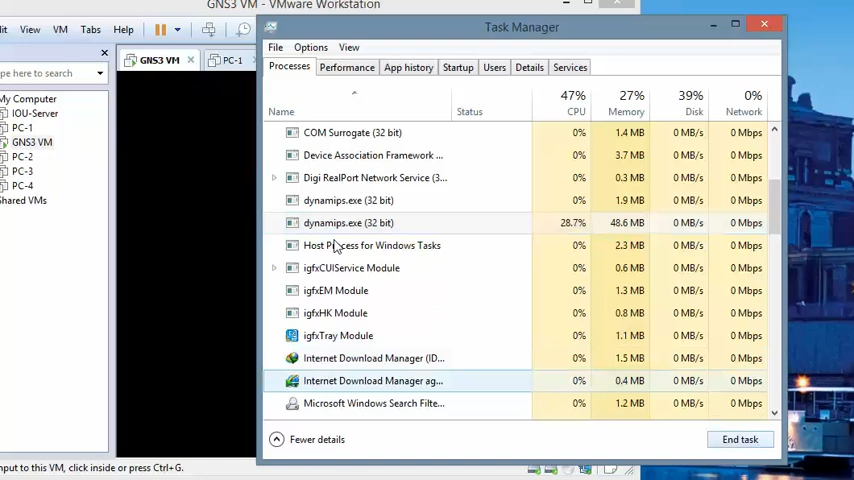 GNS3 VM - VMware Workstation
Task Manager
it View VM Tabs Help
File Options View
Processes Performance App history Startup Users Details Services
GNS3 VM
PC-1
pe here to search
47% 27% 39% 0%
Name Status CPU Memory Disk Network
My Computer
IOU-Server
PC-1
GNS3 VM
PC-2
PC-3
PC-4
hared VMs
COM Surrogate (32 bit) 0% 1.4 MB 0 MB/s 0 Mbps
Device Association Framework ... 0% 3.7 MB 0 MB/s 0 Mbps
Digi RealPort Network Service (3... 0% 0.3 MB 0 MB/s 0 Mbps
dynamips.exe (32 bit) 0% 1.9 MB 0 MB/s 0 Mbps
dynamips.exe (32 bit) 28.7% 48.6 MB 0 MB/s 0 Mbps
Host Process for Windows Tasks 0% 2.3 MB 0 MB/s 0 Mbps
igfxCUIService Module 0% 0.6 MB 0 MB/s 0 Mbps
igfxEM Module 0% 1.3 MB 0 MB/s 0 Mbps
igfxHK Module 0% 0.8 MB 0 MB/s 0 Mbps
igfxTray Module 0% 1.1 MB 0 MB/s 0 Mbps
Internet Download Manager (ID... 0% 1.5 MB 0 MB/s 0 Mbps
Internet Download Manager ag... 0% 0.4 MB 0 MB/s 0 Mbps
Microsoft Windows Search Filte... 0% 1.2 MB 0 MB/s 0 Mbps
Fewer details
End task
nput to this VM, click inside or press Ctrl+G.